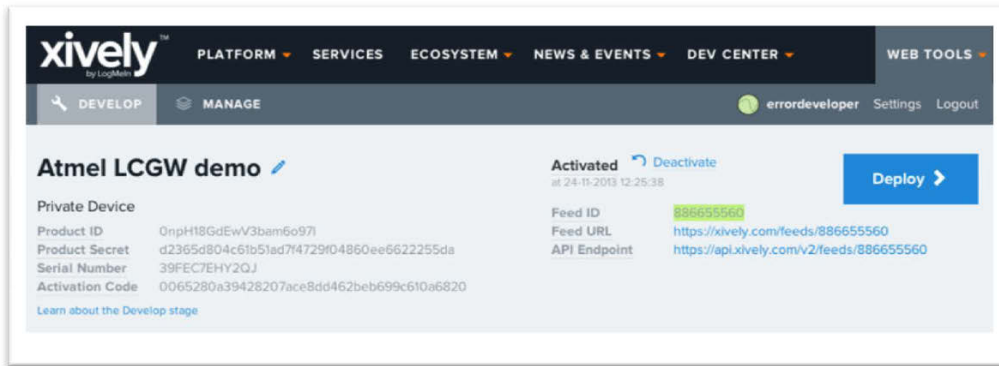 xively™
by LogMeIn
PLATFORM SERVICES ECOSYSTEM NEWS & EVENTS DEV CENTER WEB TOOLS
DEVELOP MANAGE errordeveloper Settings Logout
Atmel LCGW demo
Private Device
Product ID 0npH18GdEwV3bam6o97l
Product Secret d2365d804c61b51ad7f4729f04860ee6622255da
Serial Number 39FEC7EHY2QJ
Activation Code 0065280a39428207ace8dd462beb699c610a6820
Learn about the Develop stage
Activated Deactivate
at 24-11-2013 12:25:38
Deploy
Feed ID 886655560
Feed URL https://xively.com/feeds/886655560
API Endpoint https://api.xively.com/v2/feeds/886655560